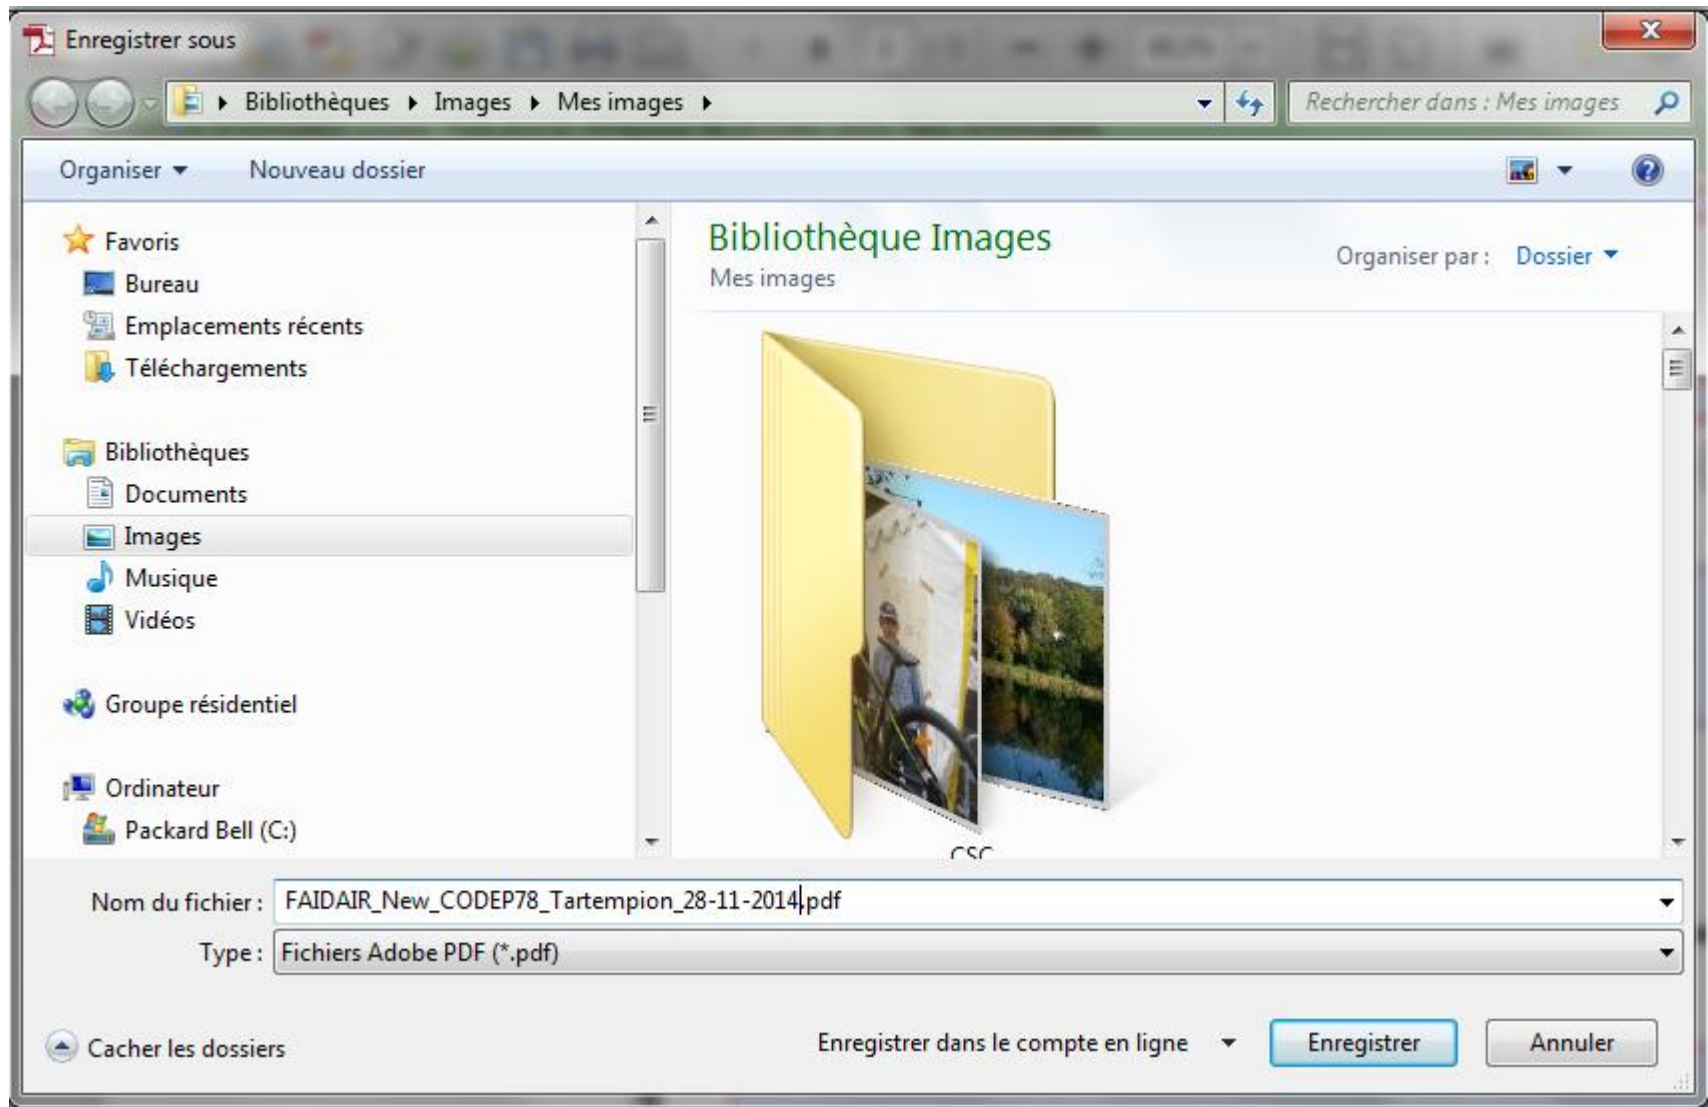 Enregistrer sous
Bibliothèques Images Mes images
Rechercher dans : Mes images
Organiser Nouveau dossier
Favoris
Bureau
Emplacements récents
Téléchargements
Bibliothèques
Documents
Images
Musique
Vidéos
Groupe résidentiel
Ordinateur
Packard Bell (C:)
Bibliothèque Images
Mes images
Organiser par : Dossier
CSC
Nom du fichier : FAIDAIR_New_CODEP78_Tartempion_28-11-2014.pdf
Type : Fichiers Adobe PDF (*.pdf)
Cacher les dossiers
Enregistrer dans le compte en ligne
Enregistrer
Annuler